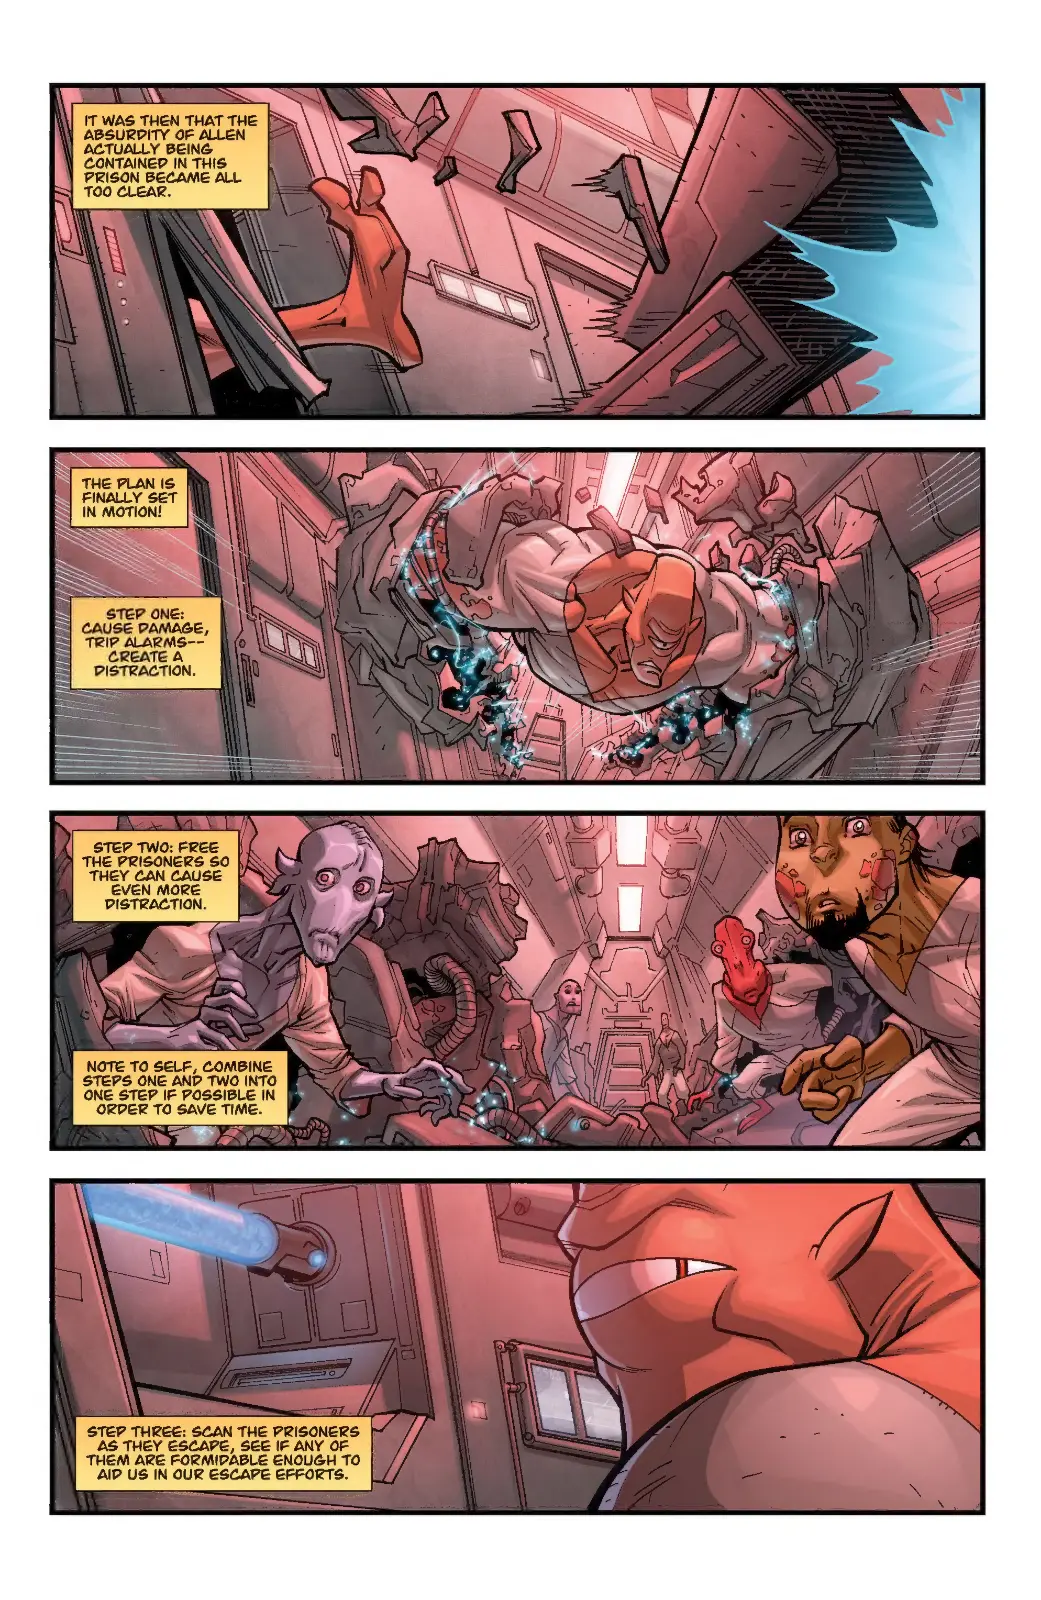 IT WAS THEN THAT THE
ABSURDITY OF ALLEN
ACTUALLY BEING
CONTAINED IN THIS
PRISON BECAME ALL
TOO CLEAR.
THE PLAN IS
FINALLY SET
IN MOTION!
STEP ONE:
CAUSE DAMAGE,
TRIP ALARMS--
CREATE A
DISTRACTION.
STEP TWO: FREE
THE PRISONERS SO
THEY CAN CAUSE
EVEN MORE
DISTRACTION.
NOTE TO SELF, COMBINE
STEPS ONE AND TWO INTO
ONE STEP IF POSSIBLE IN
ORDER TO SAVE TIME.
STEP THREE: SCAN THE PRISONERS
AS THEY ESCAPE, SEE IF ANY OF
THEM ARE FORMIDABLE ENOUGH TO
AID US IN OUR ESCAPE EFFORTS.